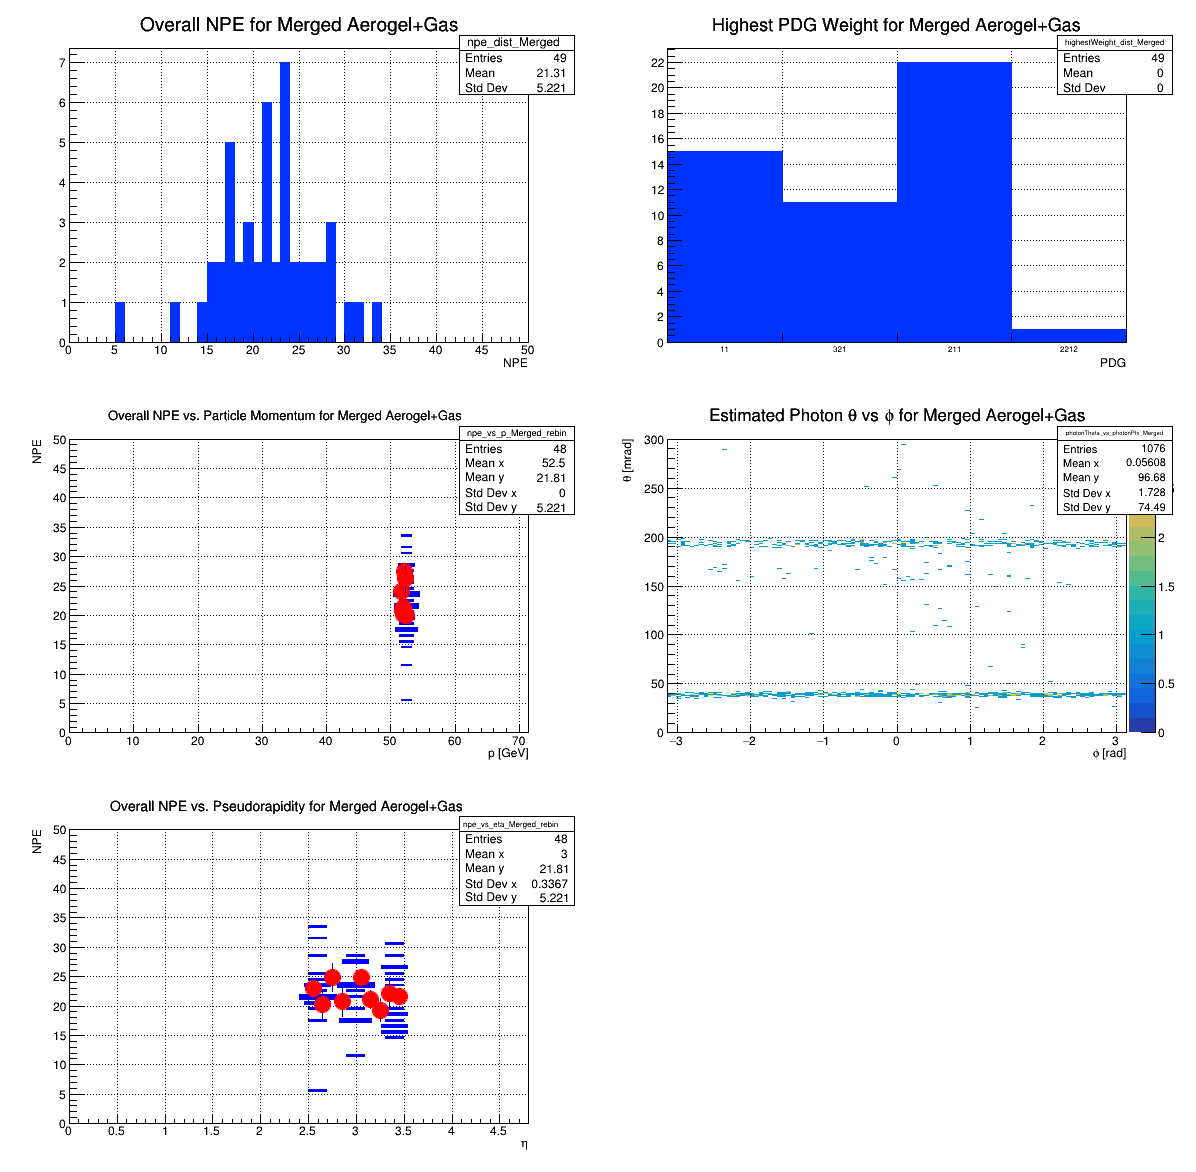 Overall NPE for Merged Aerogel+Gas
npe_dist_Merged
Entries 49
Mean 21.31
Std Dev 5.221
7
6
5
4
3
2
1
0
0 5 10 15 20 25 30 35 40 45 50
NPE
Highest PDG Weight for Merged Aerogel+Gas
highestWeight_dist_Merged
Entries 49
Mean 0
Std Dev 0
22
20
18
16
14
12
10
8
6
4
2
0
11 321 211 2212
PDG
Overall NPE vs. Particle Momentum for Merged Aerogel+Gas
npe_vs_p_Merged_rebin
Entries 48
Mean x 52.5
Mean y 21.81
Std Dev x 0
Std Dev y 5.221
NPE
50
45
40
35
30
25
20
15
10
5
0
0 10 20 30 40 50 60 70
p [GeV]
Estimated Photon θ vs ϕ for Merged Aerogel+Gas
photonTheta_vs_photonPhi_Merged
Entries 1076
Mean x 0.05608
Mean y 96.68
Std Dev x 1.728
Std Dev y 74.49
θ [mrad]
300
250
200
150
100
50
0
−3 −2 −1 0 1 2 3
ϕ [rad]
2
1.5
1
0.5
0
Overall NPE vs. Pseudorapidity for Merged Aerogel+Gas
npe_vs_eta_Merged_rebin
Entries 48
Mean x 3
Mean y 21.81
Std Dev x 0.3367
Std Dev y 5.221
NPE
50
45
40
35
30
25
20
15
10
5
0
0 0.5 1 1.5 2 2.5 3 3.5 4 4.5
η